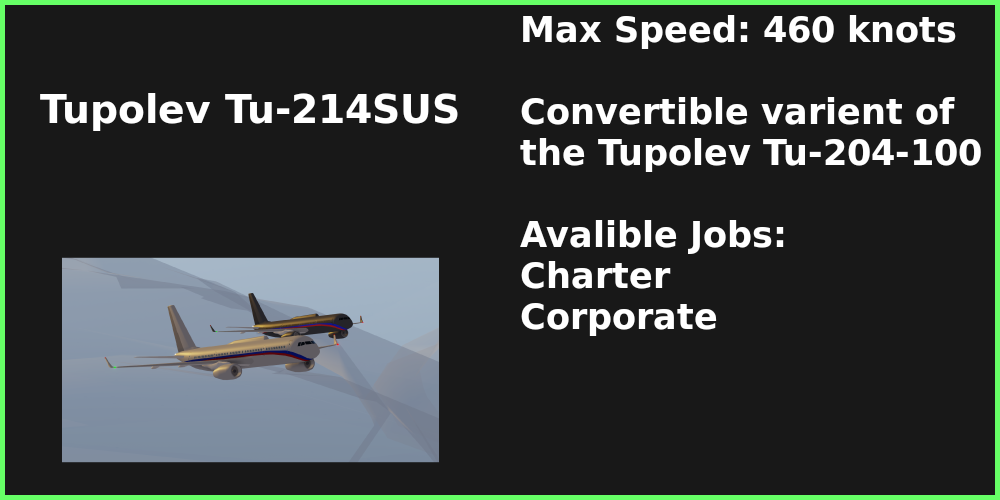 Tupolev Tu-214SUS
Max Speed: 460 knots
Convertible varient of
the Tupolev Tu-204-100
Avalible Jobs:
Charter
Corporate